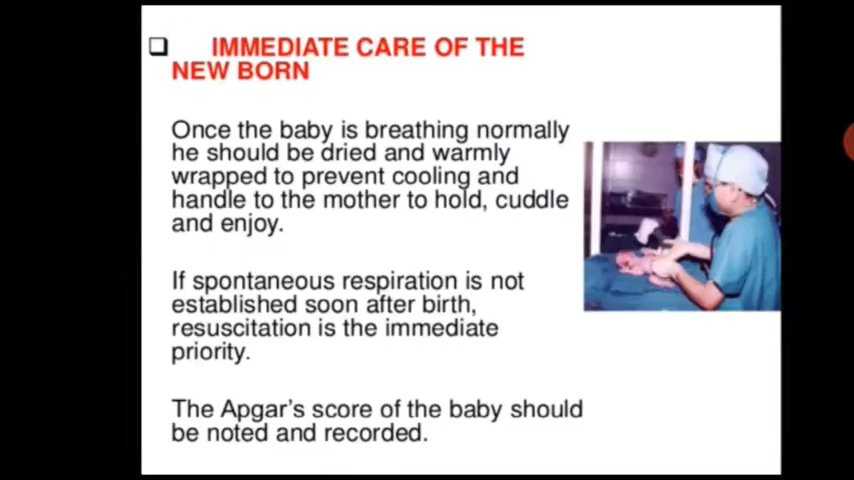 IMMEDIATE CARE OF THE
NEW BORN
Once the baby is breathing normally
he should be dried and warmly
wrapped to prevent cooling and
handle to the mother to hold, cuddle
and enjoy.
If spontaneous respiration is not
established soon after birth,
resuscitation is the immediate
priority.
The Apgar's score of the baby should
be noted and recorded.